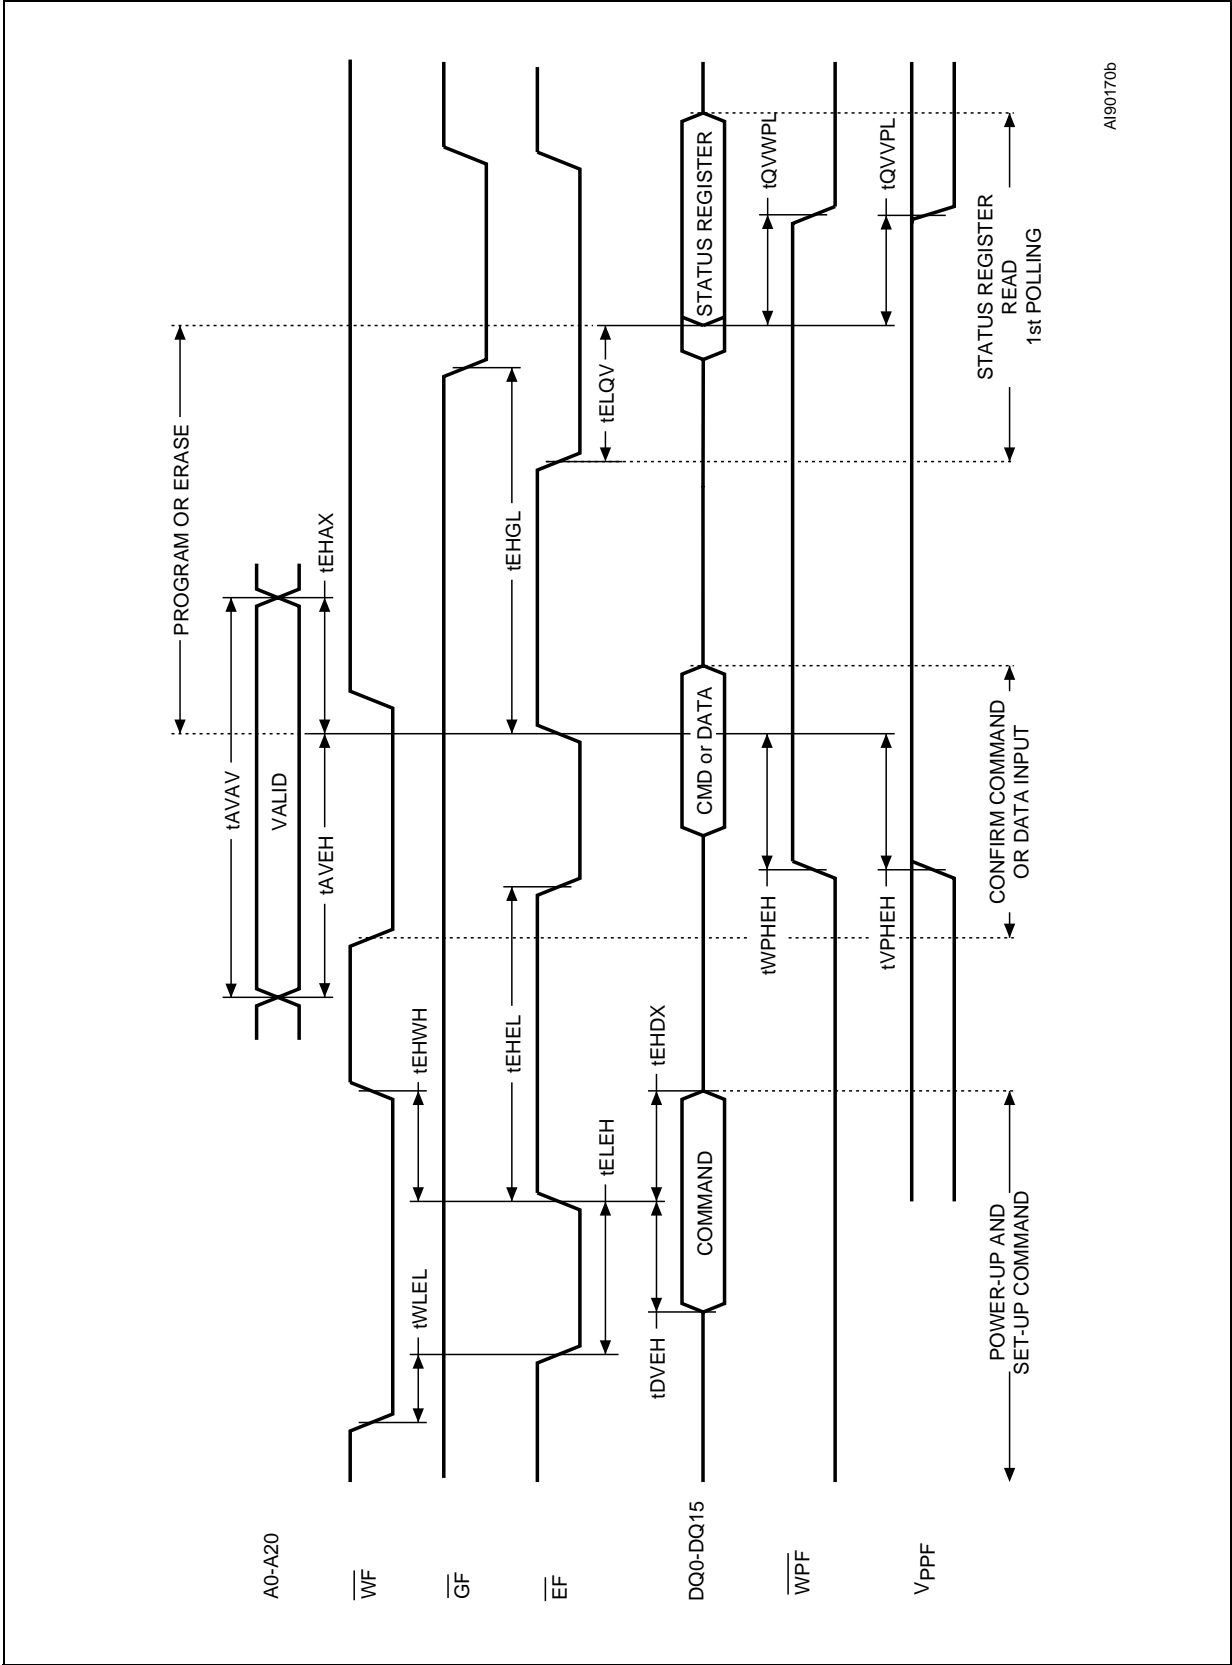 PROGRAM OR ERASE
tAVAV
A0-A20
VALID
tAVEH
tEHAX
WF
tWLEL
tEHWH
GF
tEHEL
tEHGL
EF
tELEH
tELQV
tDVEH
tEHDX
DQ0-DQ15
COMMAND
CMD or DATA
STATUS REGISTER
tWPHEH
tQVWPL
WPF
tVPHEH
tQVVPL
VPPF
POWER-UP AND
SET-UP COMMAND
CONFIRM COMMAND
OR DATA INPUT
STATUS REGISTER
READ
1st POLLING
AI90170b